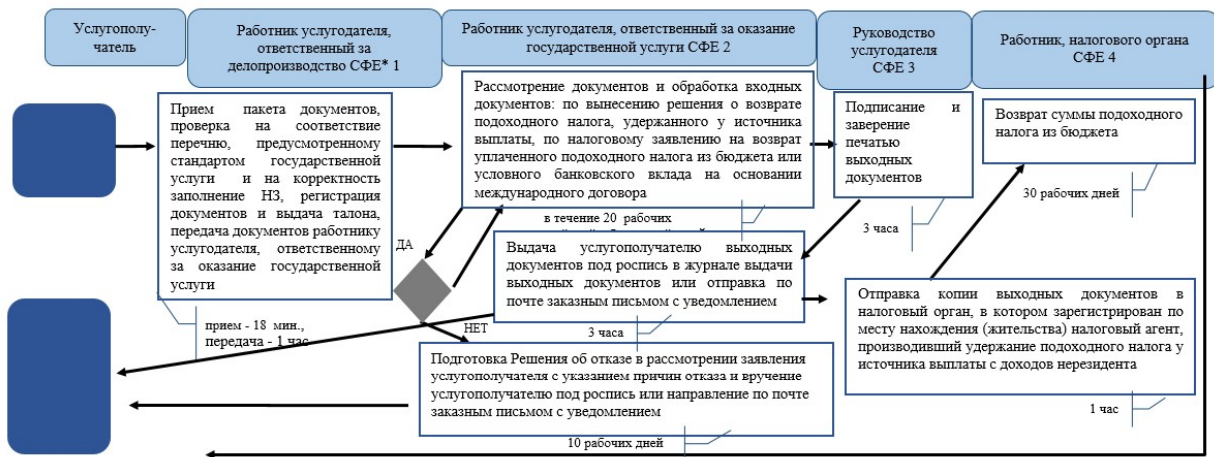 Услугополу-
чатель
Работник услугодателя,
ответственный за
делопроизводство СФЕ* 1
Работник услугодателя, ответственный за оказание
государственной услуги СФЕ 2
Руководство
услугодателя
СФЕ 3
Работник, налогового органа
СФЕ 4
Прием пакета документов,
проверка на соответствие
перечню, предусмотренному
стандартом государственной
услуги и на корректность
заполнение НЗ, регистрация
документов и выдача талона,
передача документов работнику
услугодателя, ответственному
за оказание государственной
услуги
прием - 18 мин.,
передача - 1 час
Рассмотрение документов и обработка входных
документов: по вынесению решения о возврате
подоходного налога, удержанного у источника
выплаты, по налоговому заявлению на возврат
уплаченного подоходного налога из бюджета или
условного банковского вклада на основании
международного договора
в течение 20 рабочих
Подписание и
заверение
печатью
выходных
документов
3 часа
Возврат суммы подоходного
налога из бюджета
30 рабочих дней
ДА
НЕТ
Выдача услугополучателю выходных
документов под роспись в журнале выдачи
выходных документов или отправка по
почте заказным письмом с уведомлением
3 часа
Отправка копии выходных документов в
налоговый орган, в котором зарегистрирован по
месту нахождения (жительства) налоговый агент,
производивший удержание подоходного налога у
источника выплаты с доходов нерезидента
1 час
Подготовка Решения об отказе в рассмотрении заявления
услугополучателя с указанием причин отказа и вручение
услугополучателю под роспись или направление по почте
заказным письмом с уведомлением
10 рабочих дней